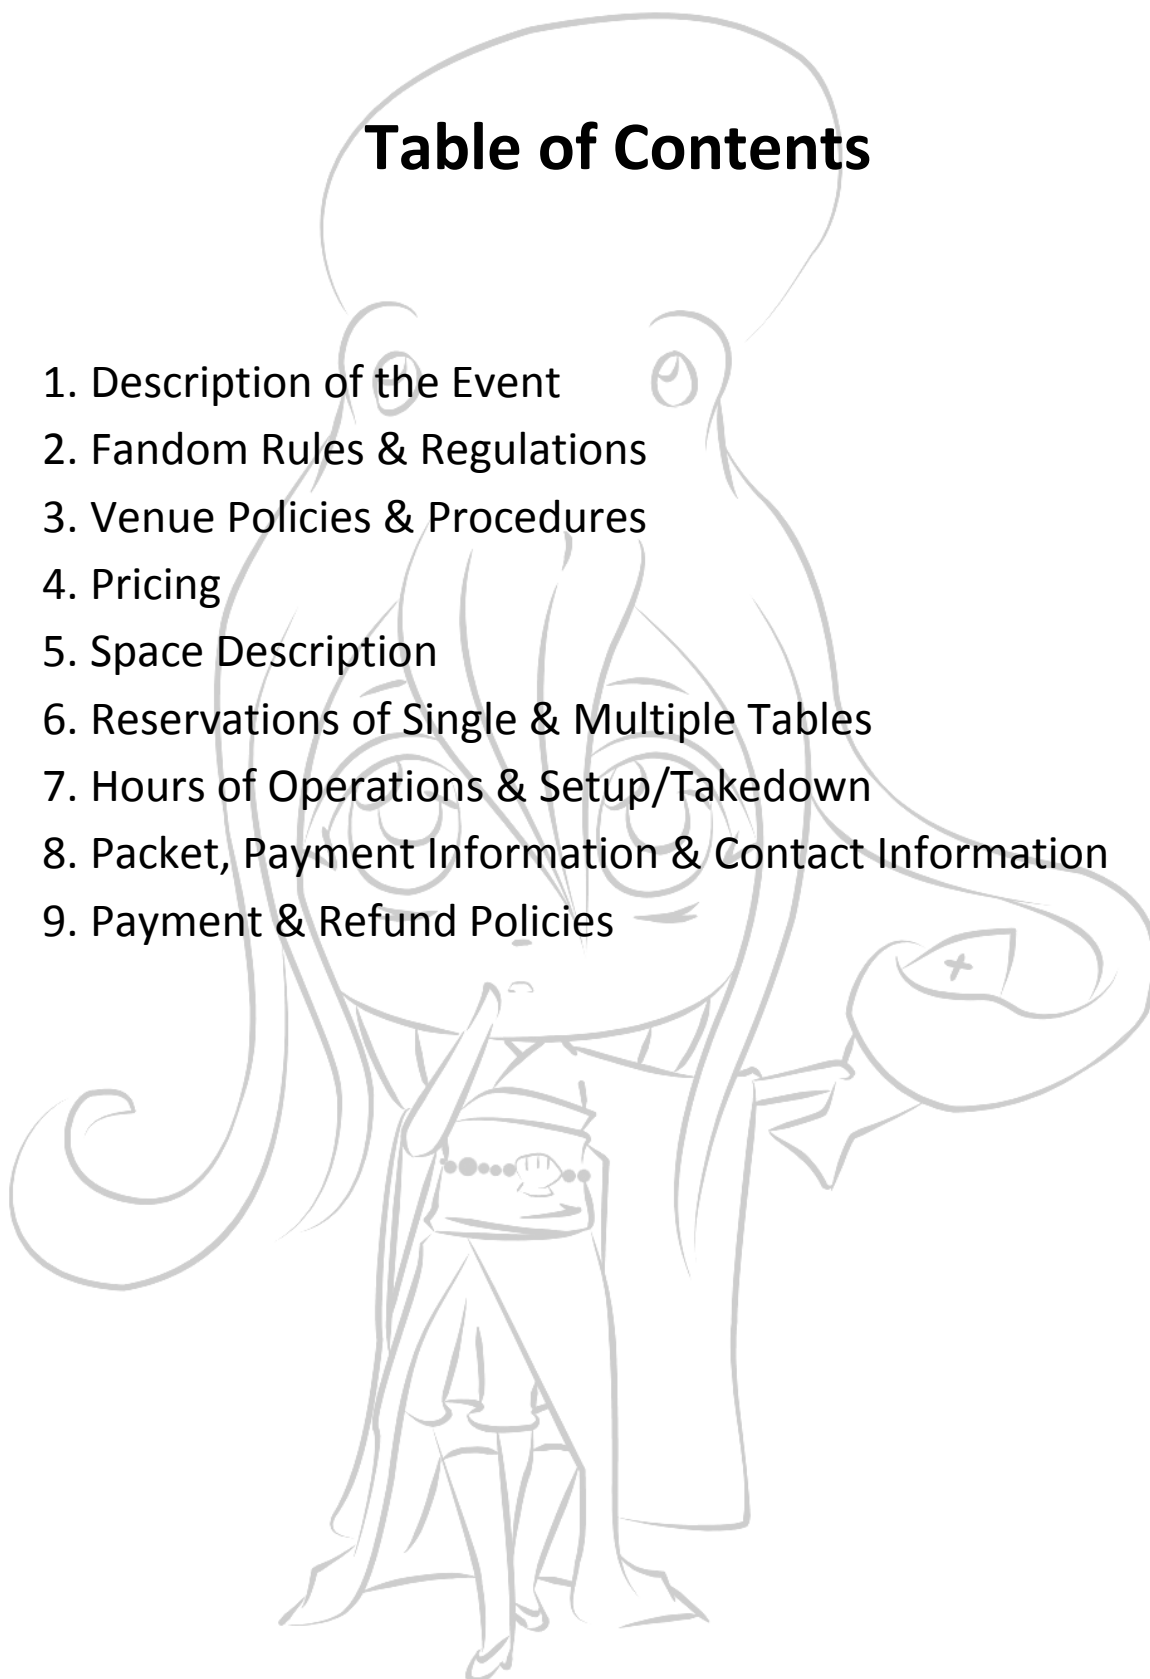 Table of Contents
1. Description of the Event
2. Fandom Rules & Regulations
3. Venue Policies & Procedures
4. Pricing
5. Space Description
6. Reservations of Single & Multiple Tables
7. Hours of Operations & Setup/Takedown
8. Packet, Payment Information & Contact Information
9. Payment & Refund Policies